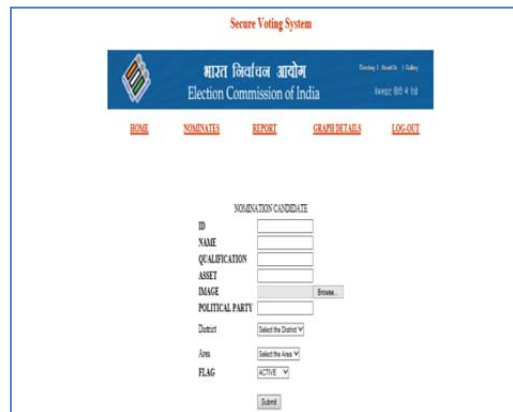 Secure Voting System
भारत निर्वाचन आयोग
Election Commission of India
HOME NOMINATES REPORT GRAPH DETAILS LOG-OUT
NOMINATION CANDIDATE
ID
NAME
QUALIFICATION
ASSET
IMAGE Browse...
POLITICAL PARTY
District Select the District
Area Select the Area
FLAG ACTIVE
Submit